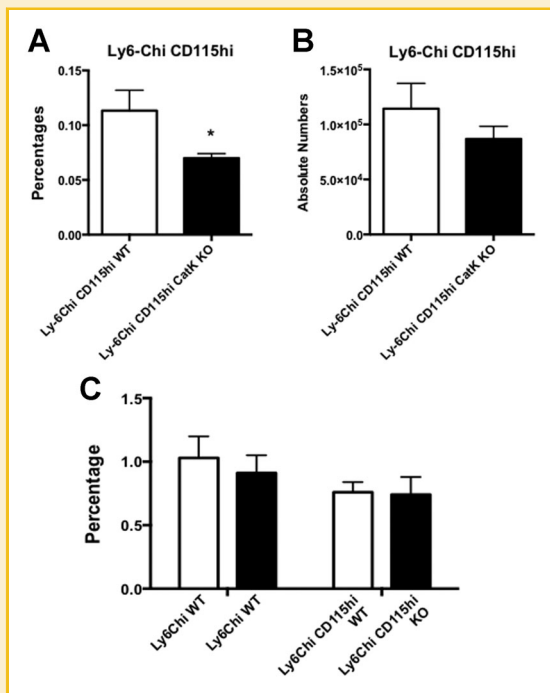 A
Ly6-Chi CD115hi
Percentages
0.15
0.10
0.05
0.00
*
Ly-6Chi CD115hi WT
Ly-6Chi CD115hi CatK KO
B
Ly6-Chi CD115hi
Absolute Numbers
1.5×10⁵
1.0×10⁵
5.0×10⁴
0.0
Ly-6Chi CD115hi WT
Ly-6Chi CD115hi CatK KO
C
Percentage
1.5
1.0
0.5
0.0
Ly6Chi WT
Ly6Chi WT
Ly6Chi CD115hi
WT
Ly6Chi CD115hi
KO